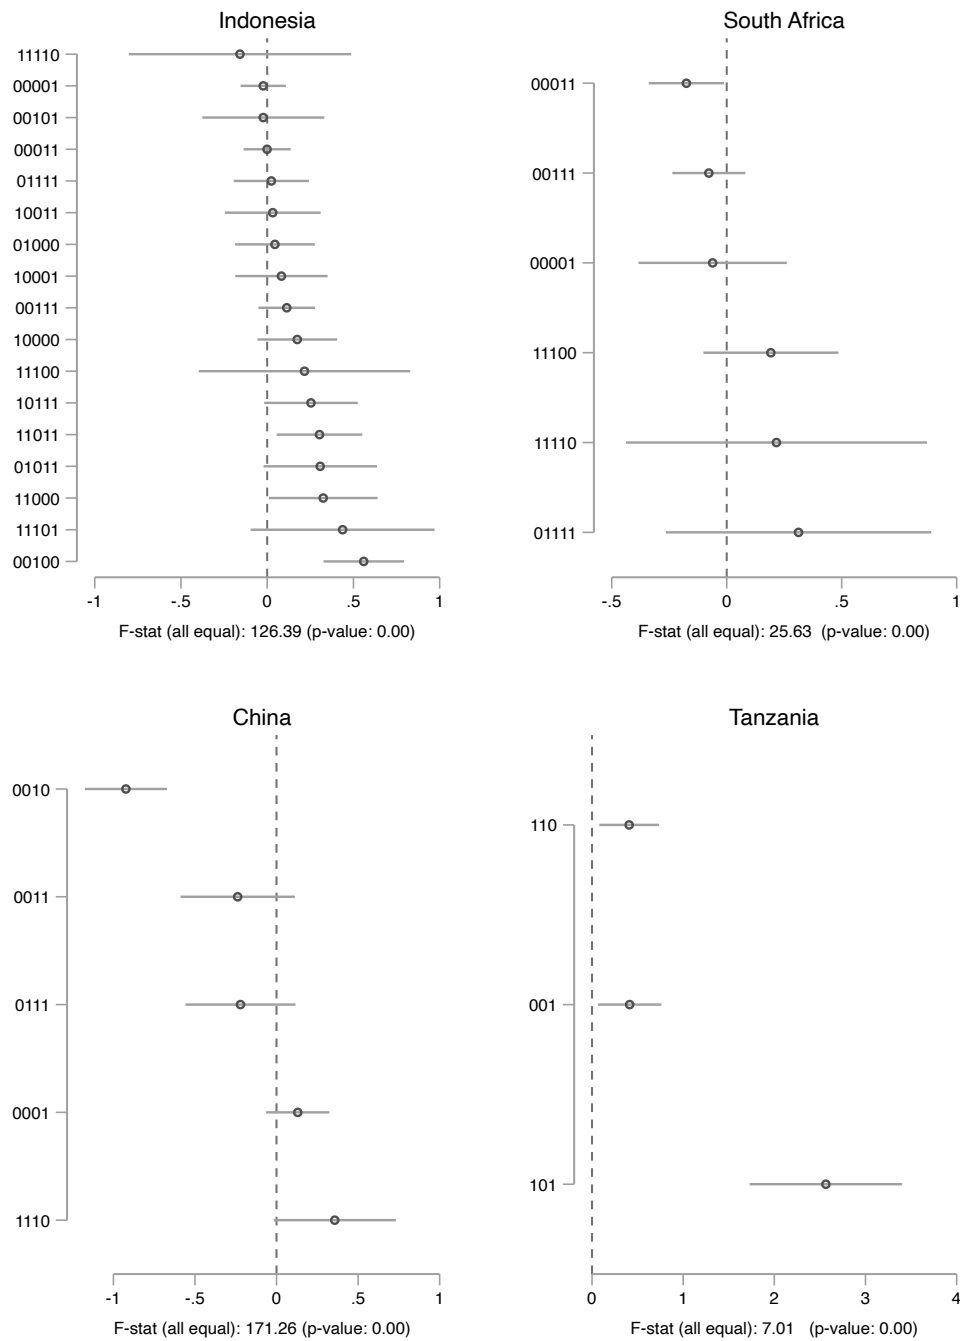 Indonesia
11110
00001
00101
00011
01111
10011
01000
10001
00111
10000
11100
10111
11011
01011
11000
11101
00100
-1 -.5 0 .5 1
F-stat (all equal): 126.39 (p-value: 0.00)
South Africa
00011
00111
00001
11100
11110
01111
-.5 0 .5 1
F-stat (all equal): 25.63 (p-value: 0.00)
China
0010
0011
0111
0001
1110
-1 -.5 0 .5 1
F-stat (all equal): 171.26 (p-value: 0.00)
Tanzania
110
001
101
0 1 2 3 4
F-stat (all equal): 7.01 (p-value: 0.00)